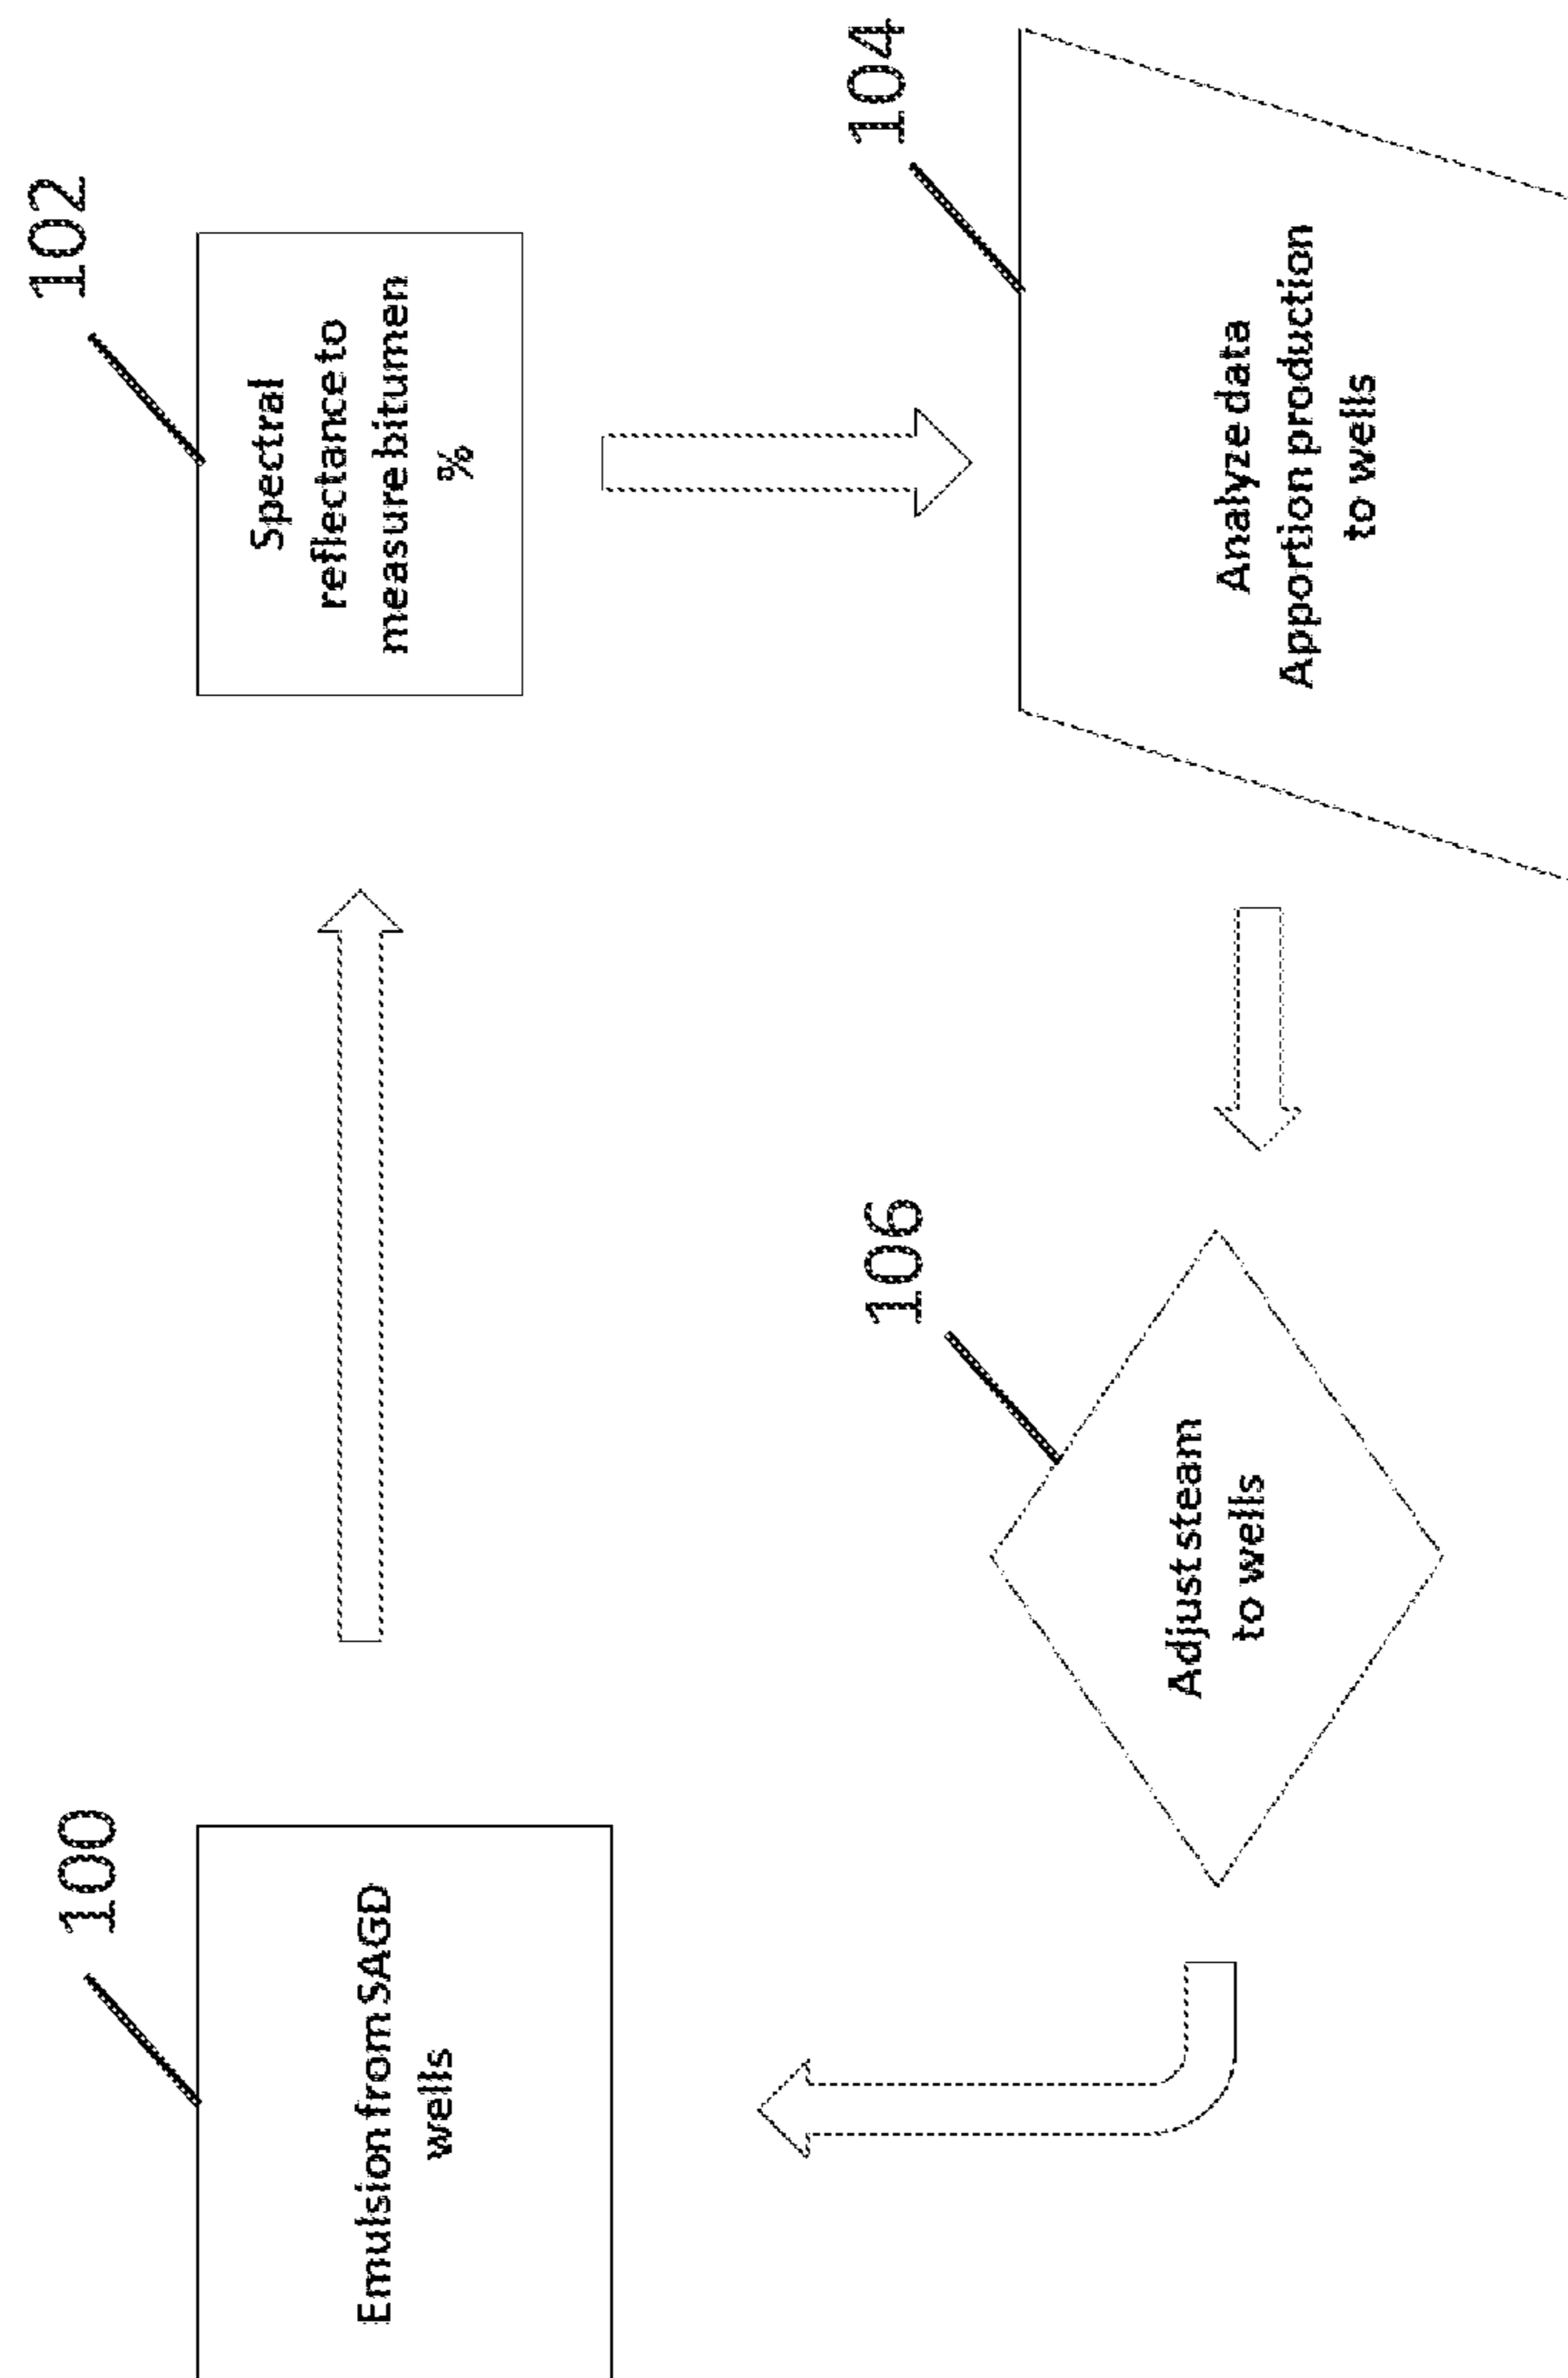 100
Emulsion from SAGD
wells
102
Spectral
reflectance to
measure bitumen
%
104
Analyze data
Apportion production
to wells
106
Adjust steam
to wells